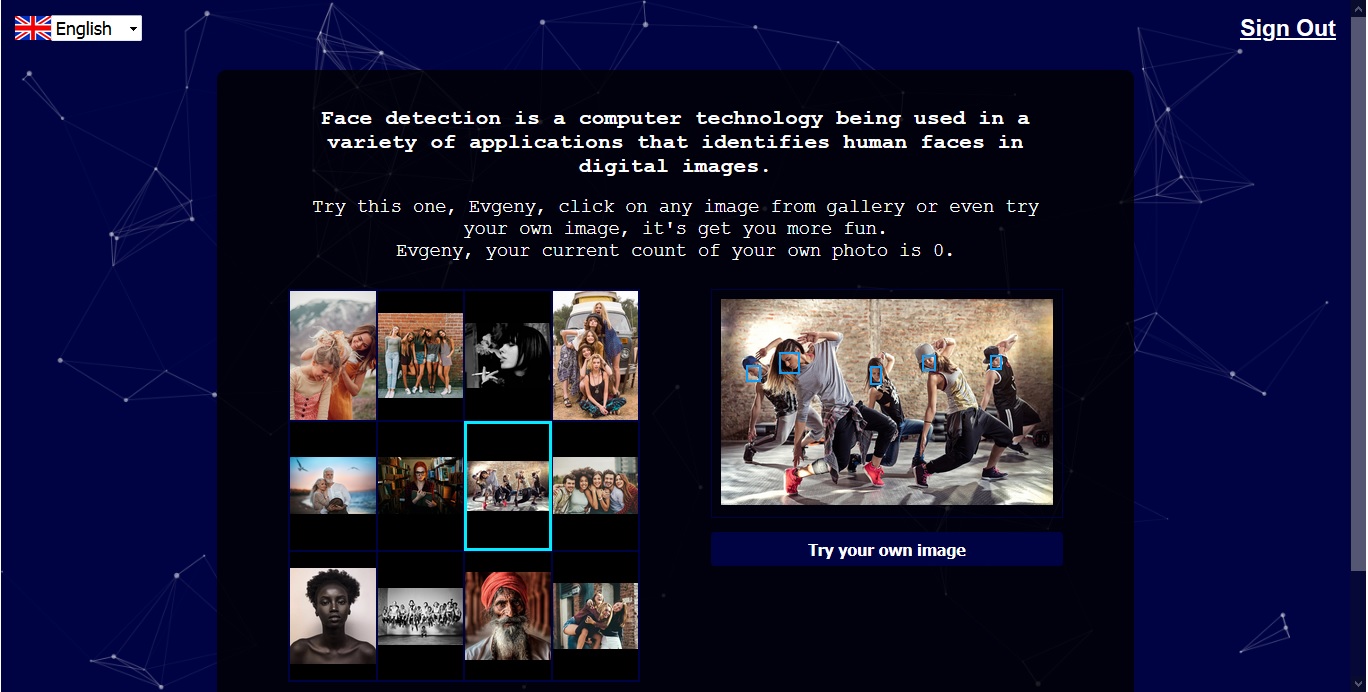 English
Sign Out
Face detection is a computer technology being used in a
variety of applications that identifies human faces in
digital images.
Try this one, Evgeny, click on any image from gallery or even try
your own image, it's get you more fun.
Evgeny, your current count of your own photo is 0.
Try your own image